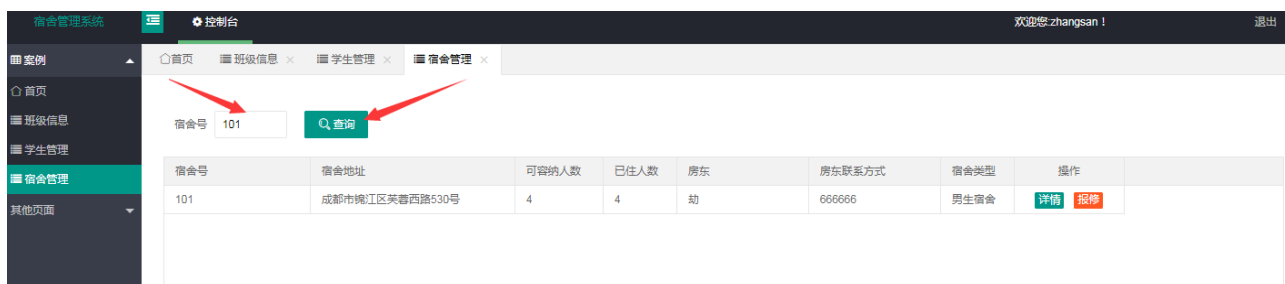 宿舍管理系统 控制台 欢迎您:zhangsan！ 退出
案例 首页 班级信息 学生管理 宿舍管理
首页
班级信息
宿舍号 101 查询
学生管理
宿舍号 宿舍地址 可容纳人数 已住人数 房东 房东联系方式 宿舍类型 操作
宿舍管理
101 成都市锦江区芙蓉西路530号 4 4 劫 666666 男生宿舍 详情 报修
其他页面